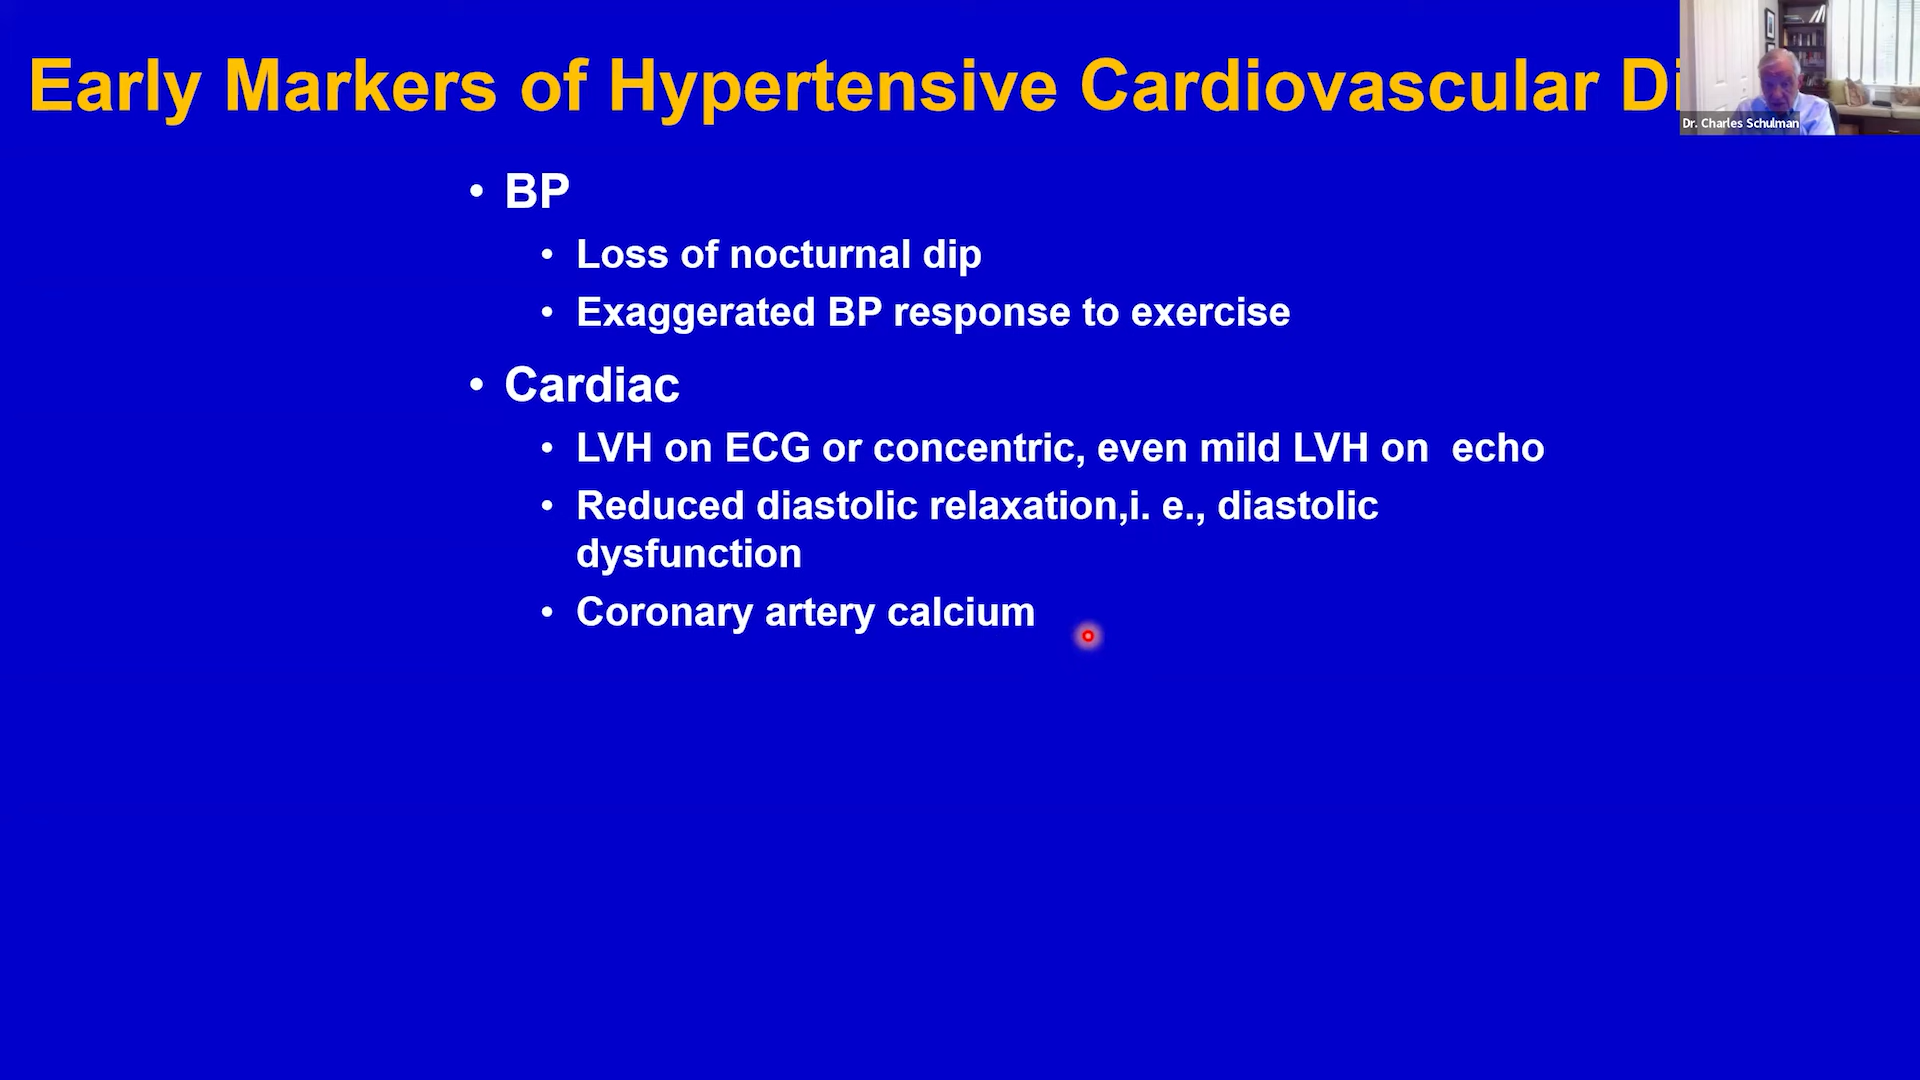 Early Markers of Hypertensive Cardiovascular Di
Dr. Charles Schulman
• BP
• Loss of nocturnal dip
• Exaggerated BP response to exercise
• Cardiac
• LVH on ECG or concentric, even mild LVH on echo
• Reduced diastolic relaxation,i. e., diastolic
dysfunction
• Coronary artery calcium